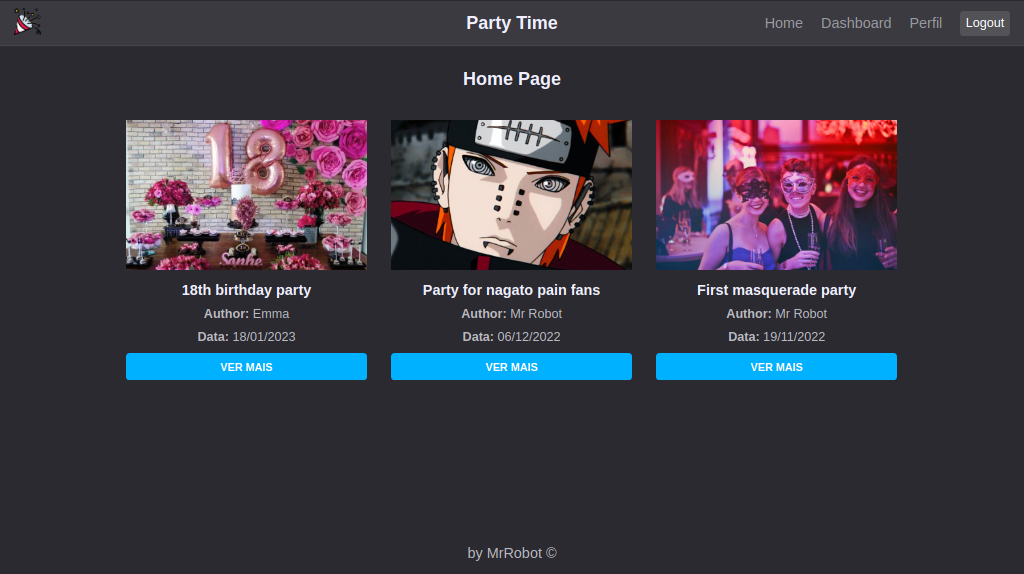 Party Time
Home Dashboard Perfil Logout
Home Page
18
Sophe
18th birthday party
Author: Emma
Data: 18/01/2023
VER MAIS
Party for nagato pain fans
Author: Mr Robot
Data: 06/12/2022
VER MAIS
First masquerade party
Author: Mr Robot
Data: 19/11/2022
VER MAIS
by MrRobot ©